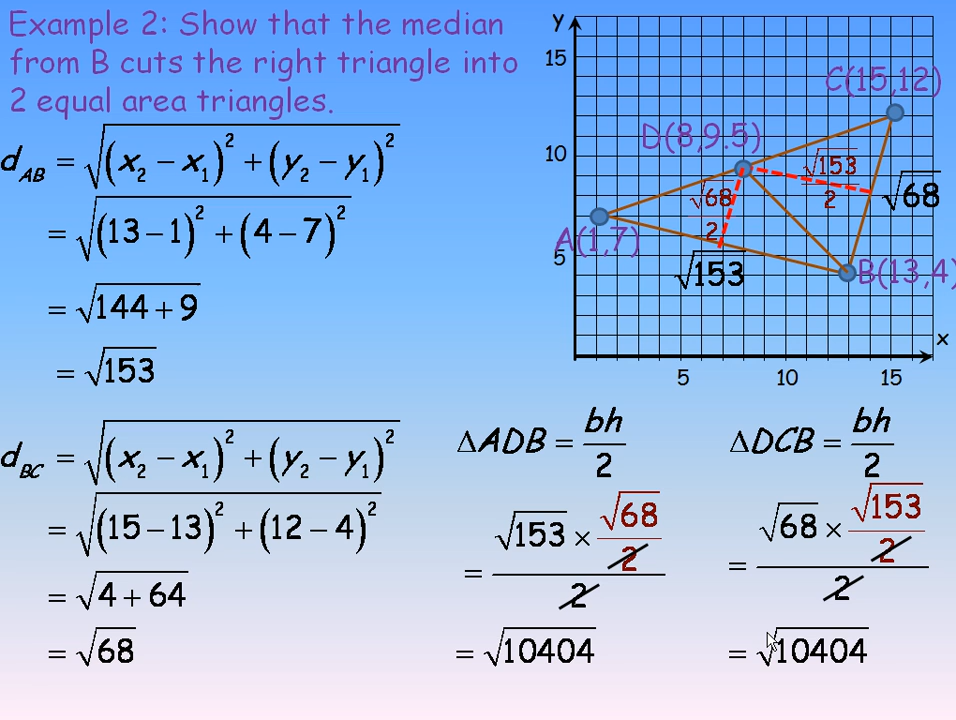 Example 2: Show that the median
from B cuts the right triangle into
2 equal area triangles.
d_AB = √((x₂ − x₁)² + (y₂ − y₁)²)
= √((13 − 1)² + (4 − 7)²)
= √(144 + 9)
= √153
d_BC = √((x₂ − x₁)² + (y₂ − y₁)²)
= √((15 − 13)² + (12 − 4)²)
= √(4 + 64)
= √68
y
15
10
5
5
10
15
x
C(15,12)
D(8,9.5)
A(1,7)
B(13,4)
√68/2
√153/2
√68
√153
ΔADB = bh/2
= (√153 × √68/2)/2
= √10404
ΔDCB = bh/2
= (√68 × √153/2)/2
= √10404